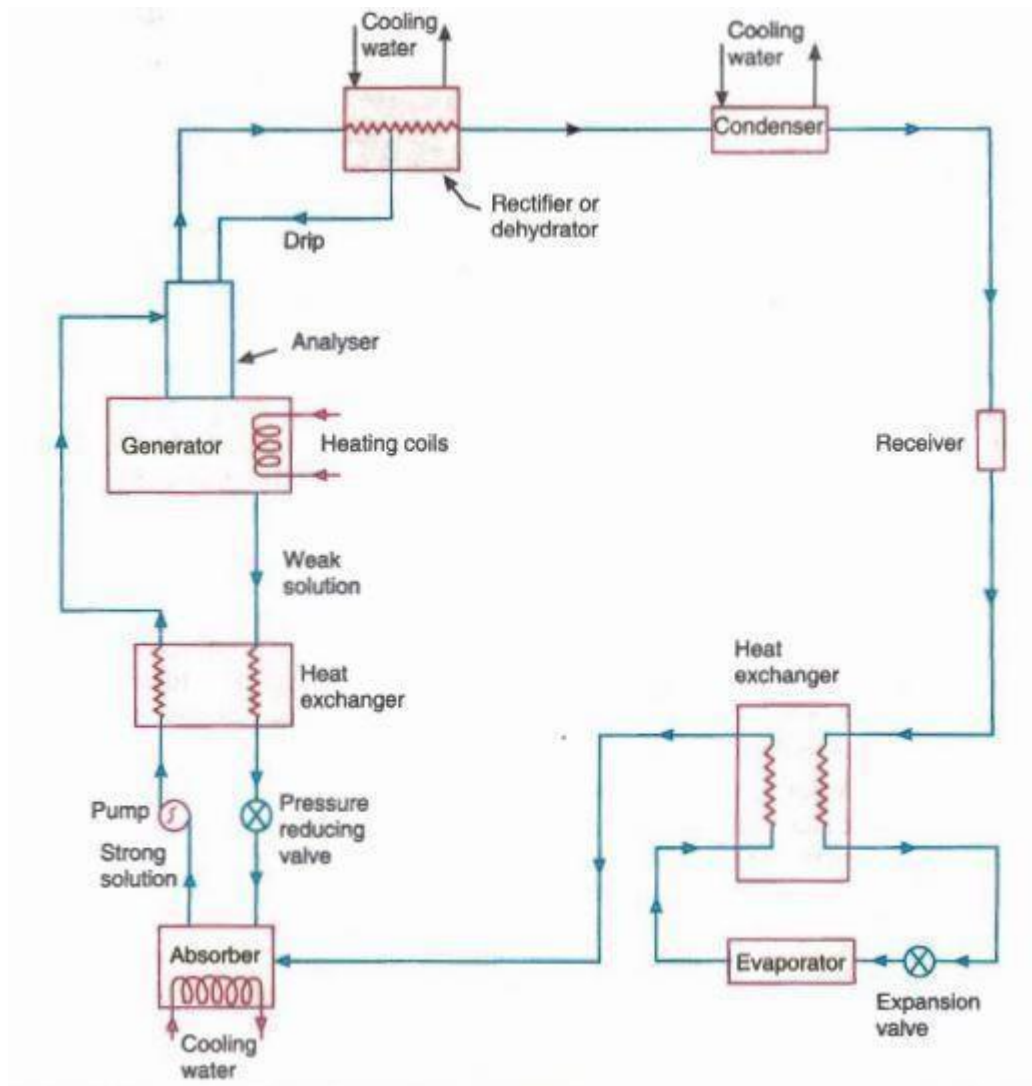 Cooling
water
Cooling
water
Condenser
Rectifier or
dehydrator
Drip
Analyser
Generator
Heating coils
Receiver
Weak
solution
Heat
exchanger
Heat
exchanger
Pump
Pressure
reducing
valve
Strong
solution
Absorber
Evaporator
Expansion
valve
Cooling
water